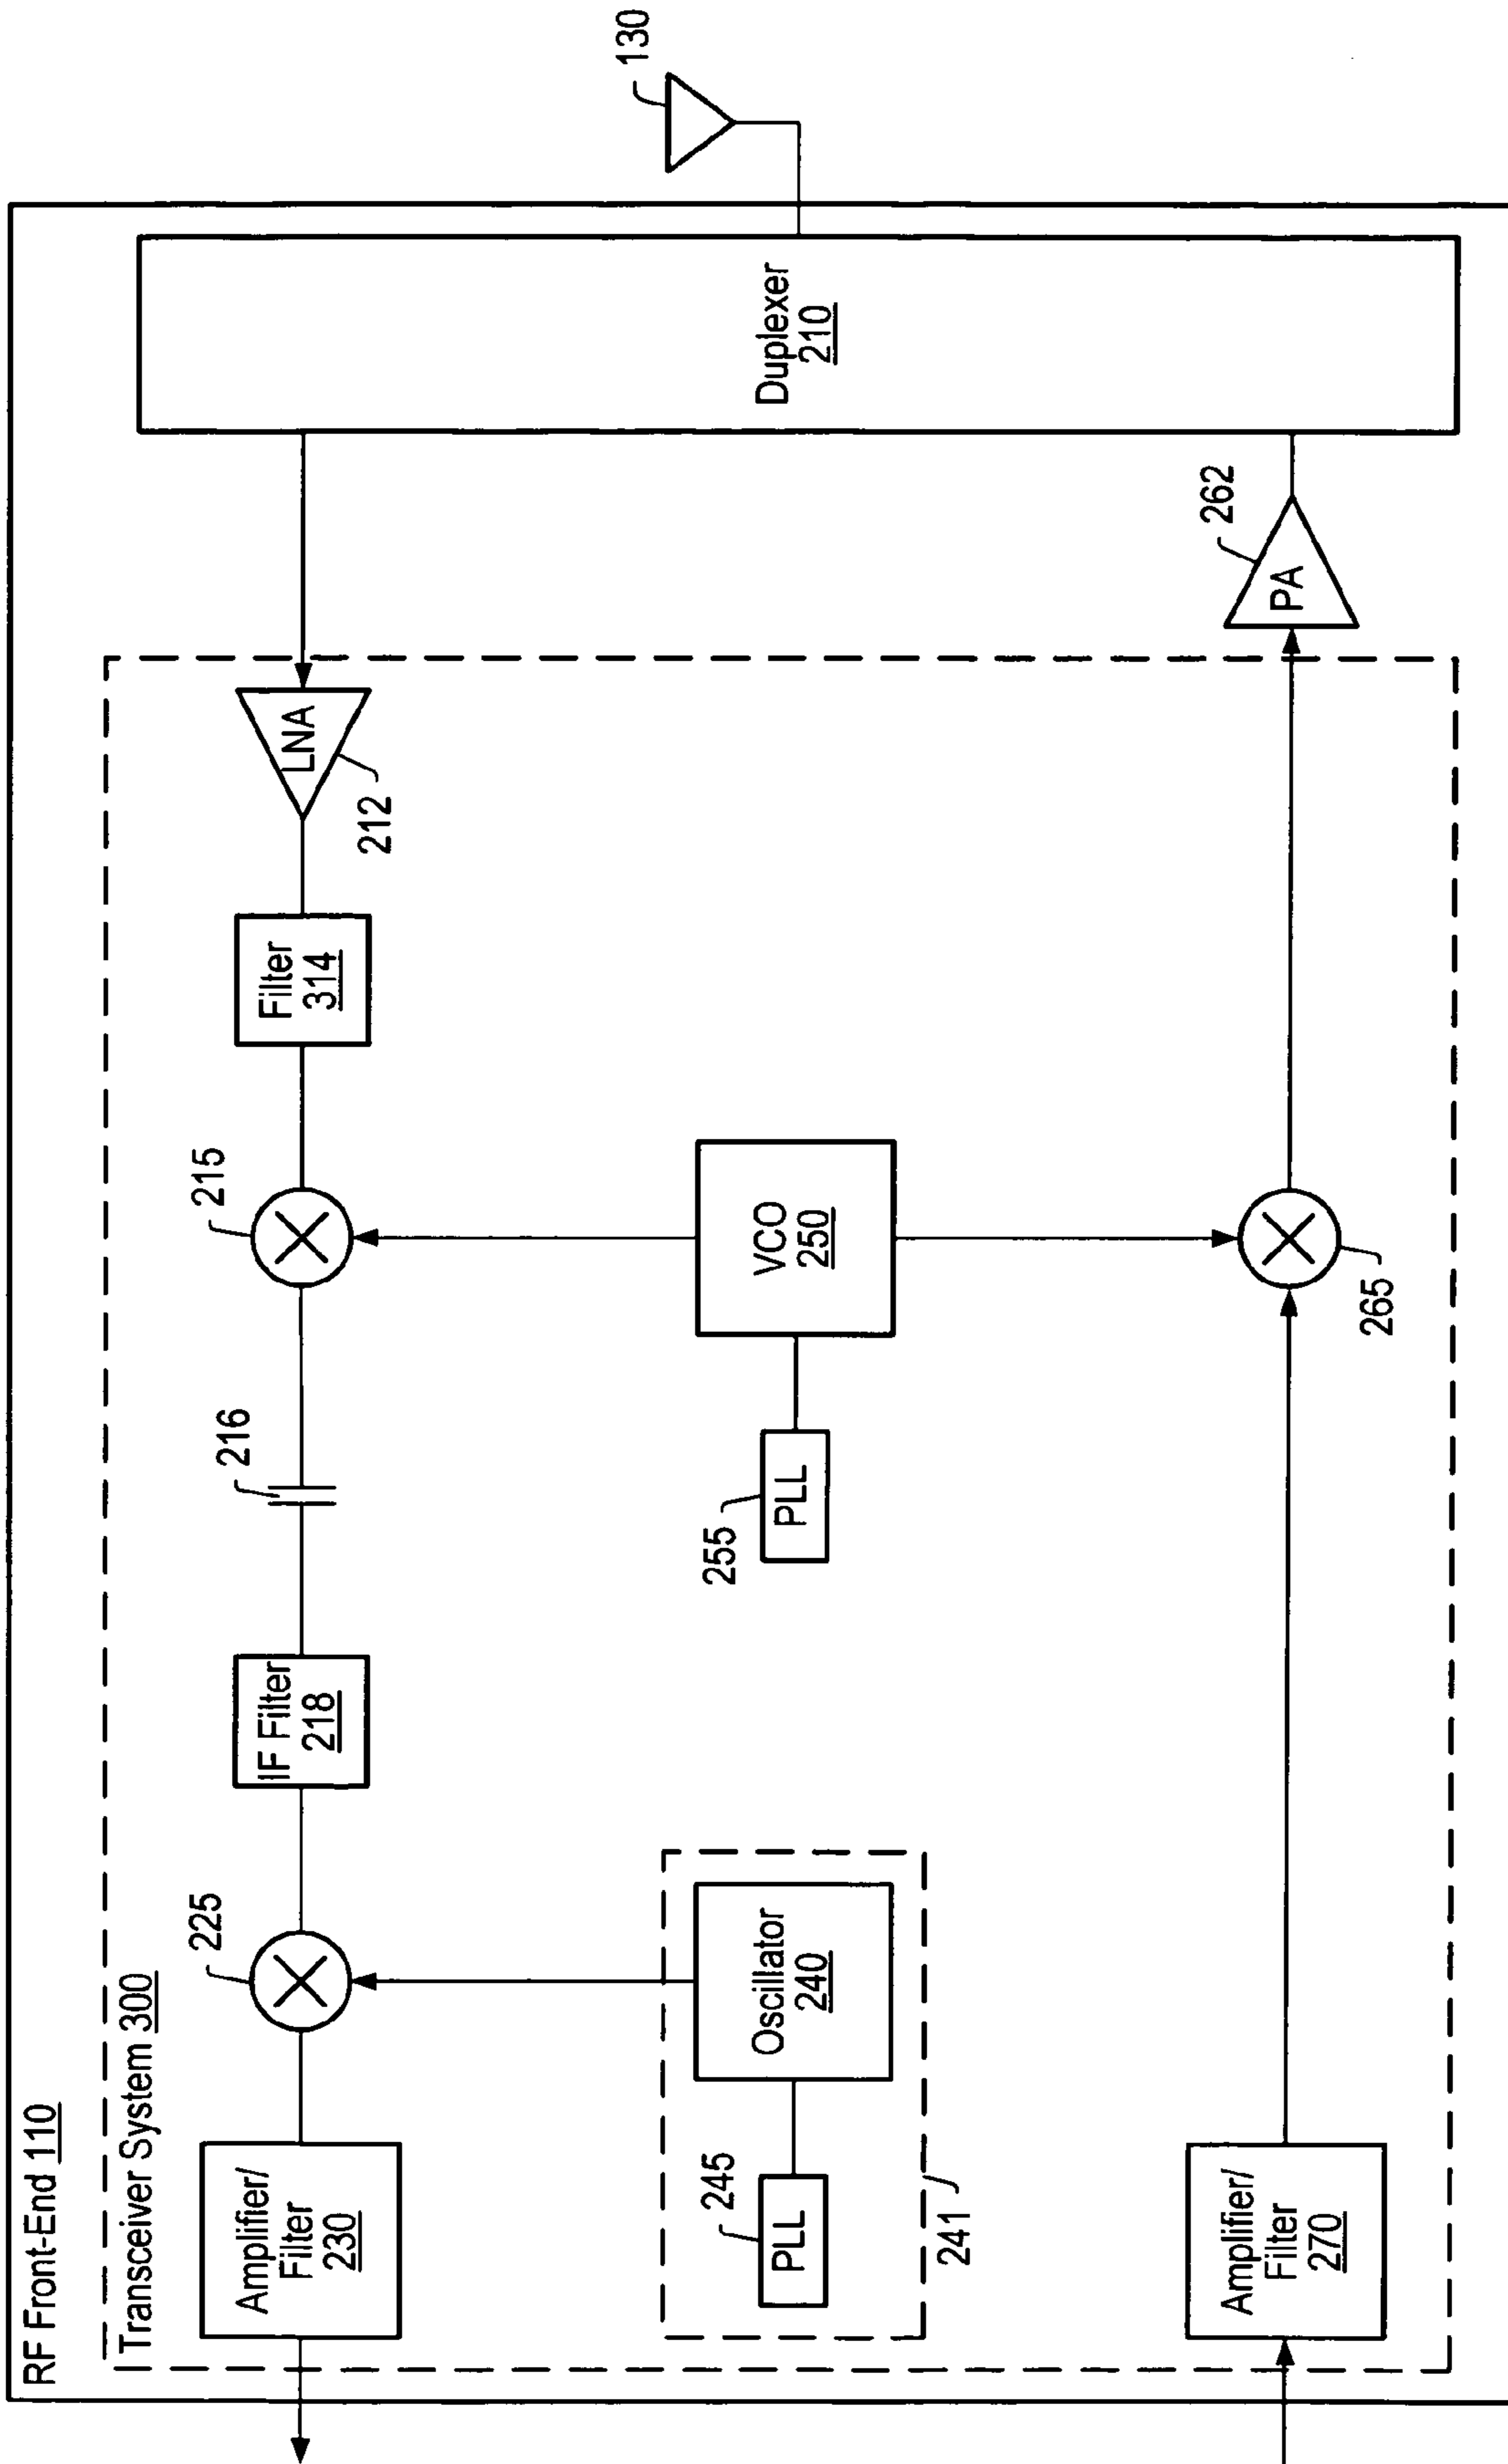 RF Front-End 110
Transceiver System 300
Amplifier/
Filter
230
225
IF Filter
218
216
215
Filter
314
LNA
212
Duplexer
210
130
PLL
245
Oscillator
240
241
PLL
255
VCO
250
Amplifier/
Filter
270
265
PA
262